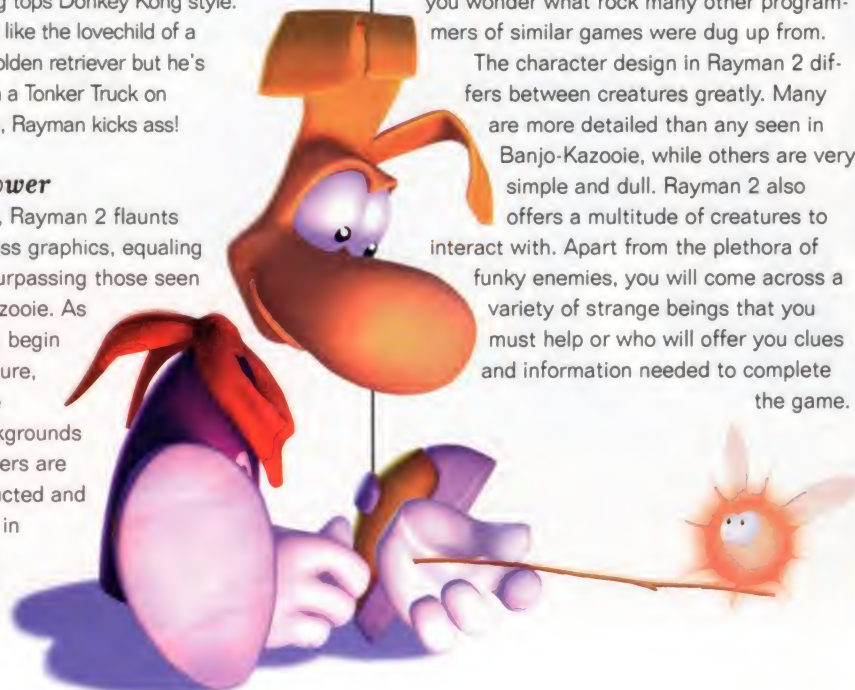 g tops Donkey Kong style.
like the lovechild of a
olden retriever but he's
a Tonker Truck on
, Rayman kicks ass!
ower
, Rayman 2 flaunts
ss graphics, equaling
urpassing those seen
zooie. As
begin
ure,
kgrounds
ers are
cted and
in
you wonder what rock many other program-
mers of similar games were dug up from.
The character design in Rayman 2 dif-
fers between creatures greatly. Many
are more detailed than any seen in
Banjo-Kazooie, while others are very
simple and dull. Rayman 2 also
offers a multitude of creatures to
interact with. Apart from the plethora of
funky enemies, you will come across a
variety of strange beings that you
must help or who will offer you clues
and information needed to complete
the game.